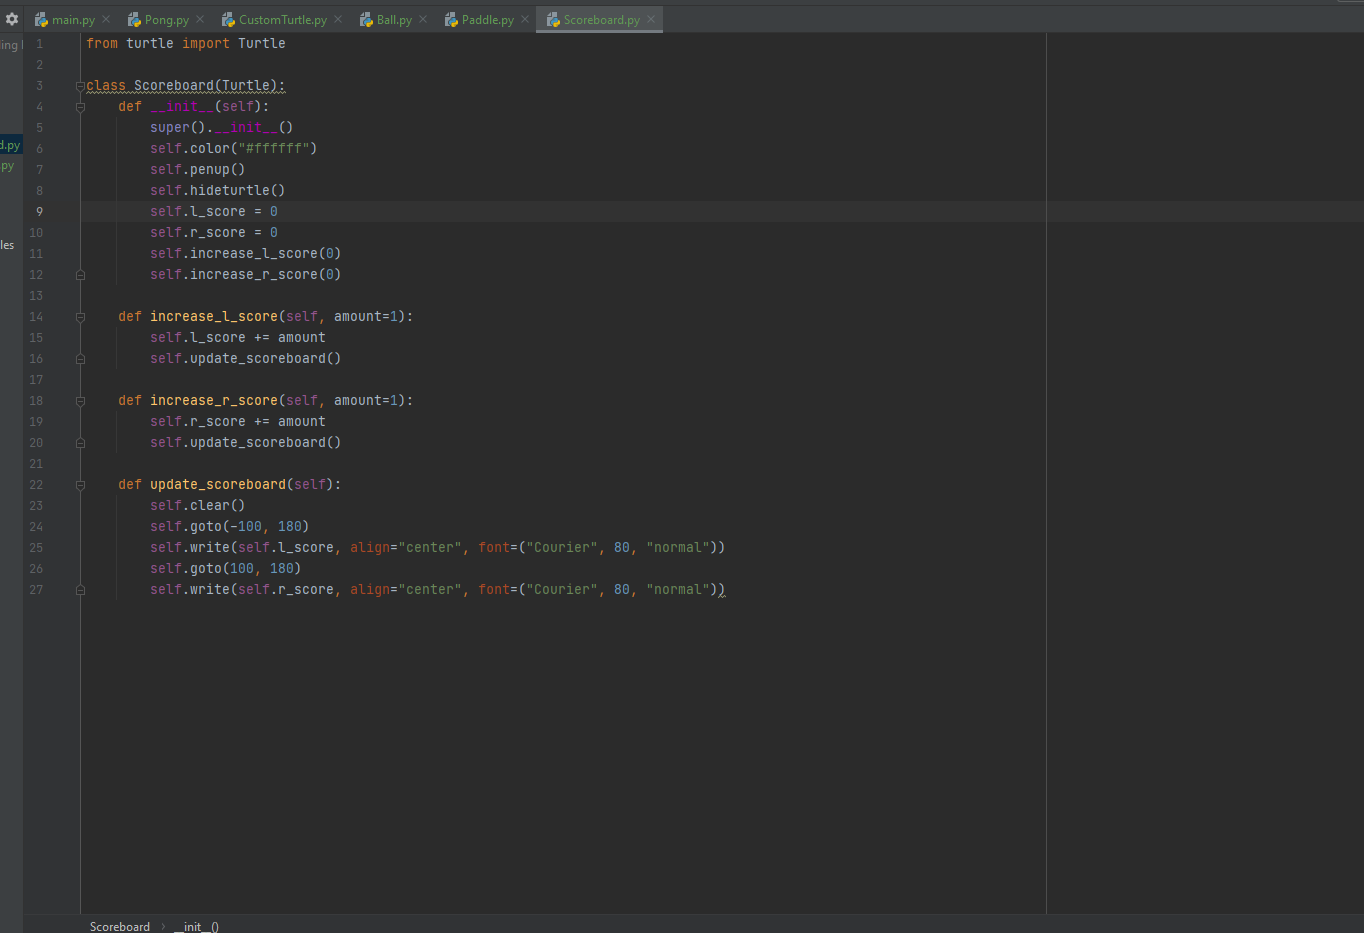 main.py Pong.py CustomTurtle.py Ball.py Paddle.py Scoreboard.py
ling
d.py
.py
les
1 from turtle import Turtle
2
3 class Scoreboard(Turtle):
4     def __init__(self):
5         super().__init__()
6         self.color("#ffffff")
7         self.penup()
8         self.hideturtle()
9         self.l_score = 0
10         self.r_score = 0
11         self.increase_l_score(0)
12         self.increase_r_score(0)
13
14     def increase_l_score(self, amount=1):
15         self.l_score += amount
16         self.update_scoreboard()
17
18     def increase_r_score(self, amount=1):
19         self.r_score += amount
20         self.update_scoreboard()
21
22     def update_scoreboard(self):
23         self.clear()
24         self.goto(-100, 180)
25         self.write(self.l_score, align="center", font=("Courier", 80, "normal"))
26         self.goto(100, 180)
27         self.write(self.r_score, align="center", font=("Courier", 80, "normal"))
Scoreboard › __init__()